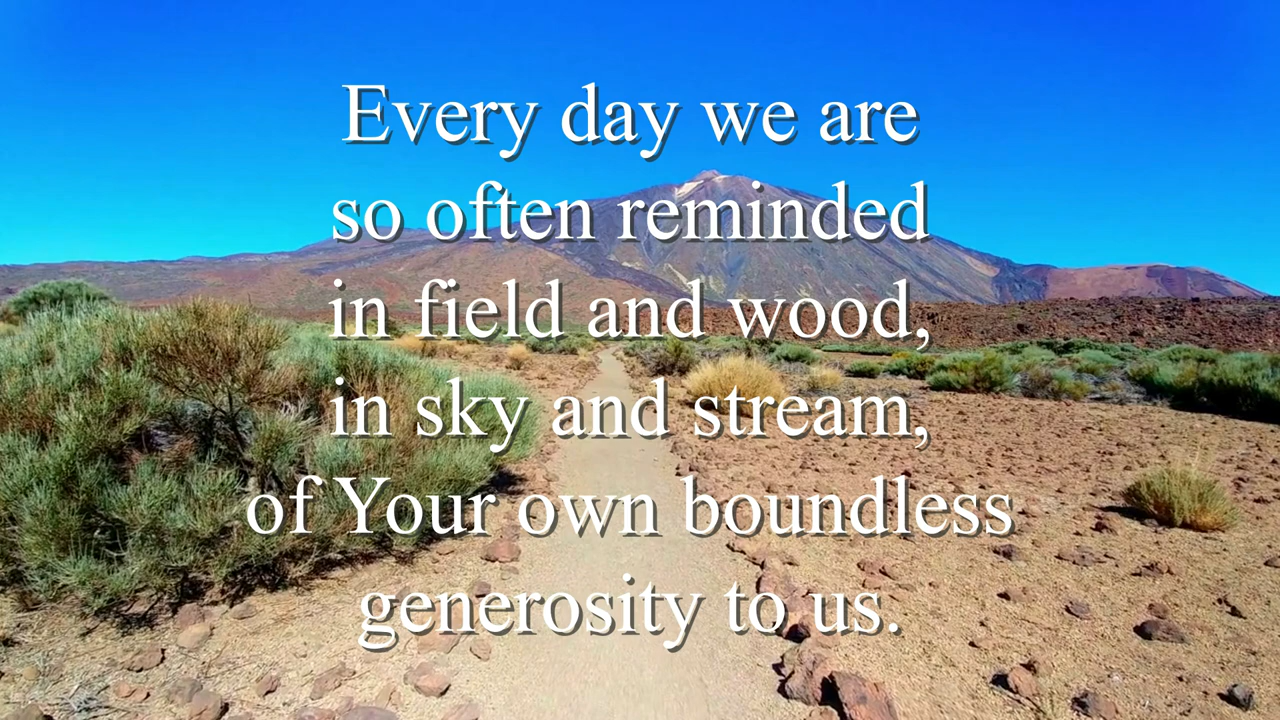 Every day we are
so often reminded
in field and wood,
in sky and stream,
of Your own boundless
generosity to us.